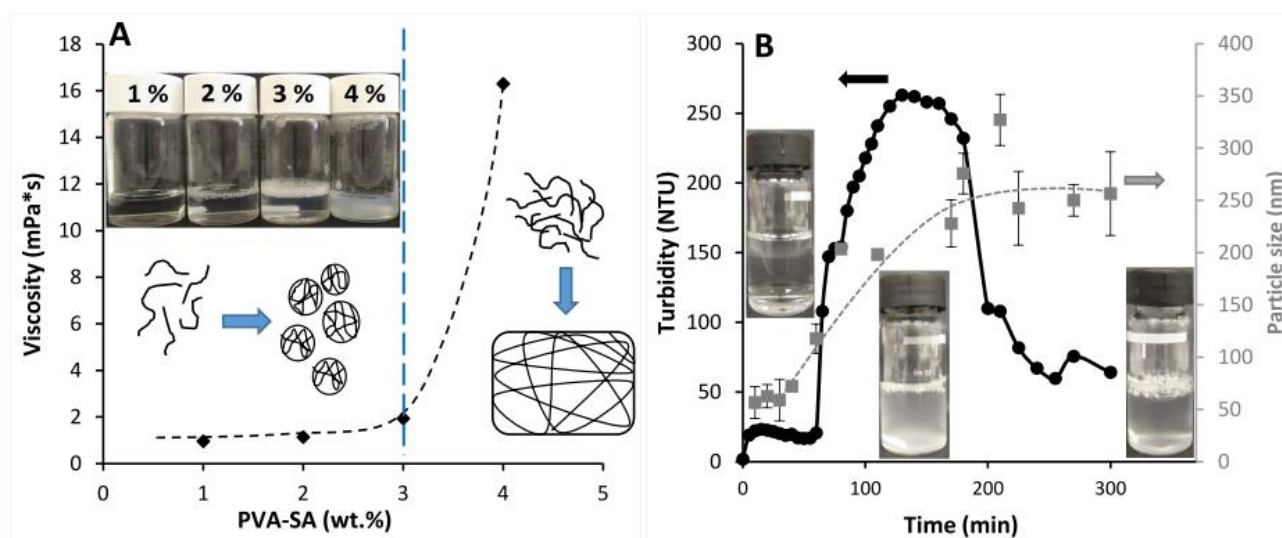 A
18
16
14
12
10
8
6
4
2
0
1 % 2 % 3 % 4 %
0 1 2 3 4 5
Viscosity (mPa*s)
PVA-SA (wt.%)
B
300
250
200
150
100
50
0
0 100 200 300
400
350
300
250
200
150
100
50
0
Turbidity (NTU)
Particle size (nm)
Time (min)